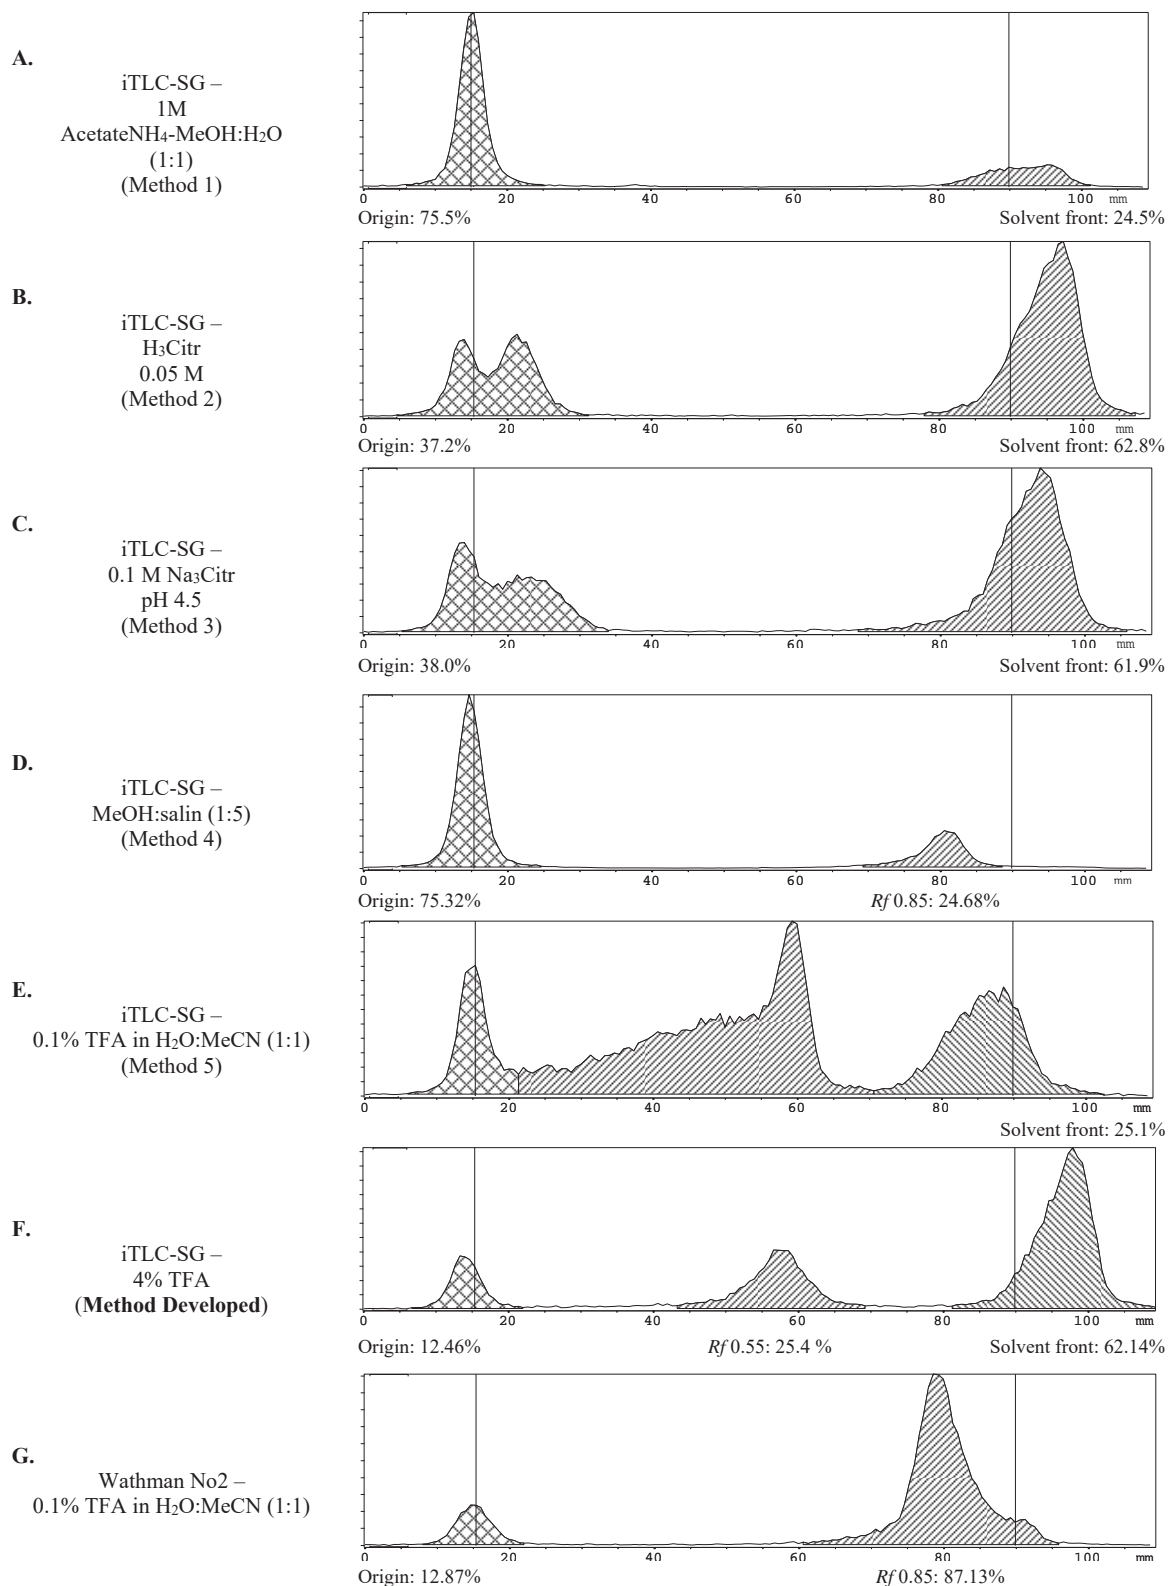 A.
iTLC-SG –
1M
AcetateNH₄-MeOH:H₂O
(1:1)
(Method 1)
0 20 40 60 80 100 mm
Origin: 75.5% Solvent front: 24.5%
B.
iTLC-SG –
H₃Citr
0.05 M
(Method 2)
0 20 40 60 80 100 mm
Origin: 37.2% Solvent front: 62.8%
C.
iTLC-SG –
0.1 M Na₃Citr
pH 4.5
(Method 3)
0 20 40 60 80 100 mm
Origin: 38.0% Solvent front: 61.9%
D.
iTLC-SG –
MeOH:salin (1:5)
(Method 4)
0 20 40 60 80 100 mm
Origin: 75.32% Rf 0.85: 24.68%
E.
iTLC-SG –
0.1% TFA in H₂O:MeCN (1:1)
(Method 5)
0 20 40 60 80 100 mm
Solvent front: 25.1%
F.
iTLC-SG –
4% TFA
(Method Developed)
0 20 40 60 80 100 mm
Origin: 12.46% Rf 0.55: 25.4 % Solvent front: 62.14%
G.
Wathman No2 –
0.1% TFA in H₂O:MeCN (1:1)
0 20 40 60 80 100 mm
Origin: 12.87% Rf 0.85: 87.13%